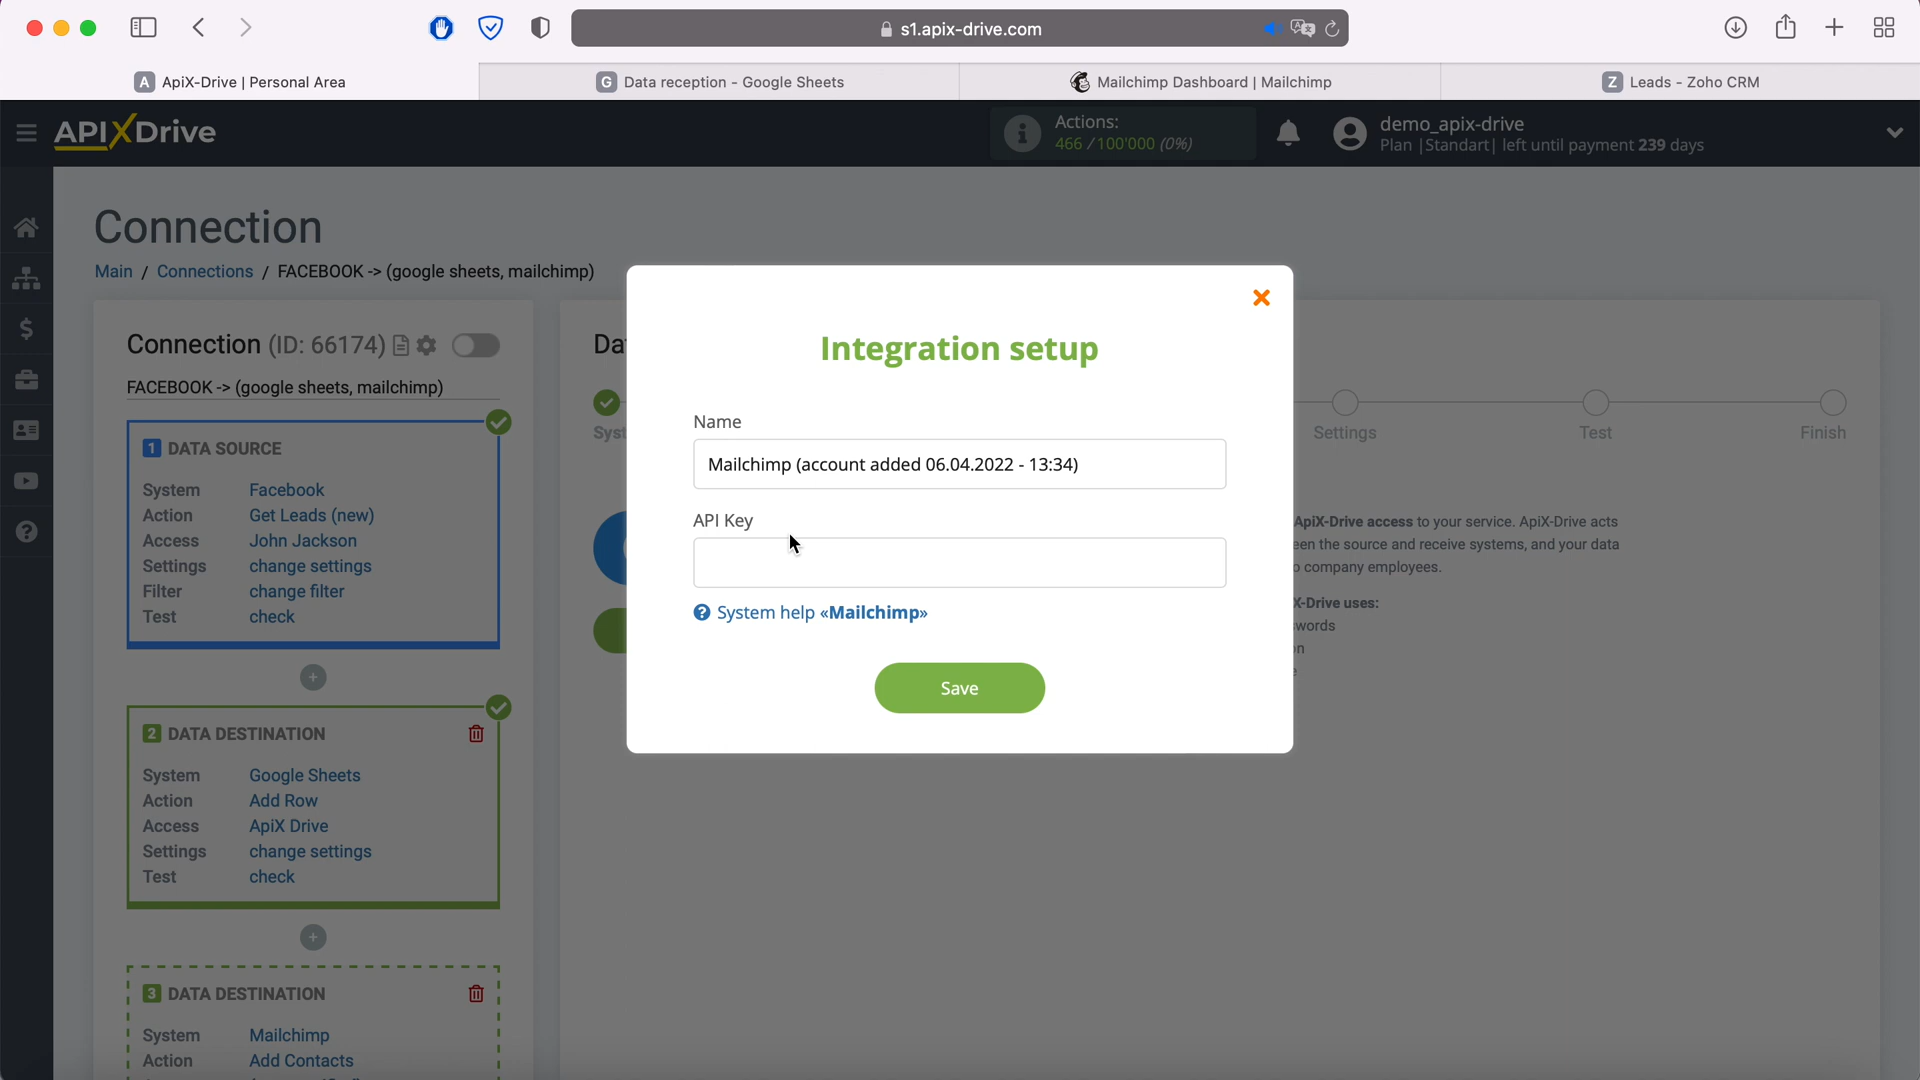 s1.apix-drive.com
A ApiX-Drive | Personal Area
G Data reception - Google Sheets
Mailchimp Dashboard | Mailchimp
Z Leads - Zoho CRM
APIXDrive
Actions:
466 /100'000 (0%)
demo_apix-drive
Plan |Standart| left until payment 239 days
Connection
Main / Connections / FACEBOOK -> (google sheets, mailchimp)
Connection (ID: 66174)
FACEBOOK -> (google sheets, mailchimp)
1 DATA SOURCE
System Facebook
Action Get Leads (new)
Access John Jackson
Settings change settings
Filter change filter
Test check
2 DATA DESTINATION
System Google Sheets
Action Add Row
Access ApiX Drive
Settings change settings
Test check
3 DATA DESTINATION
System Mailchimp
Action Add Contacts
Da
Syst
Settings
Test
Finish
ApiX-Drive access to your service. ApiX-Drive acts
en the source and receive systems, and your data
company employees.
X-Drive uses:
swords
n
Integration setup
Name
Mailchimp (account added 06.04.2022 - 13:34)
API Key
System help «Mailchimp»
Save